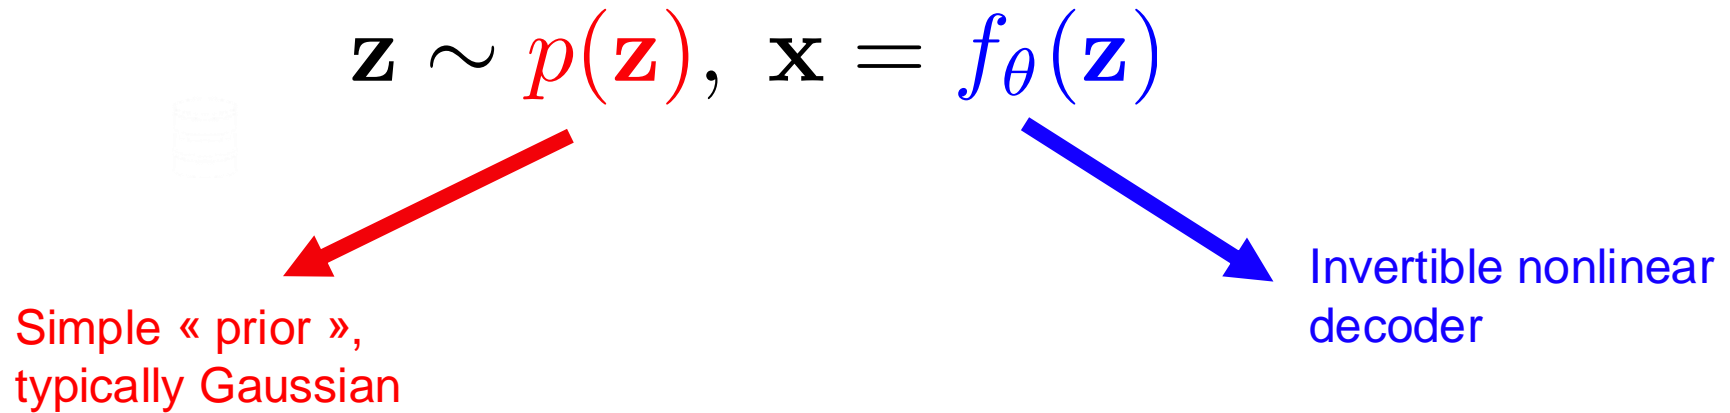 𝐳 ∼ p(𝐳), 𝐱 = f_θ(𝐳)
Invertible nonlinear
decoder
Simple « prior »,
typically Gaussian